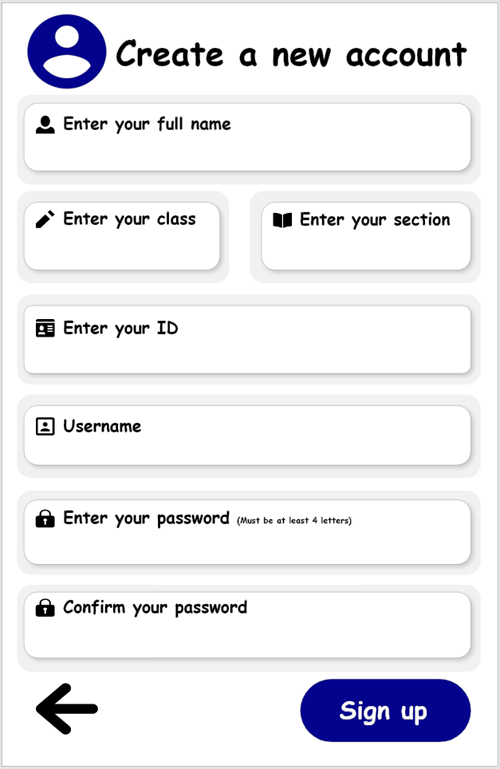 Create a new account
Enter your full name
Enter your class
Enter your section
Enter your ID
Username
Enter your password (Must be at least 4 letters)
Confirm your password
Sign up